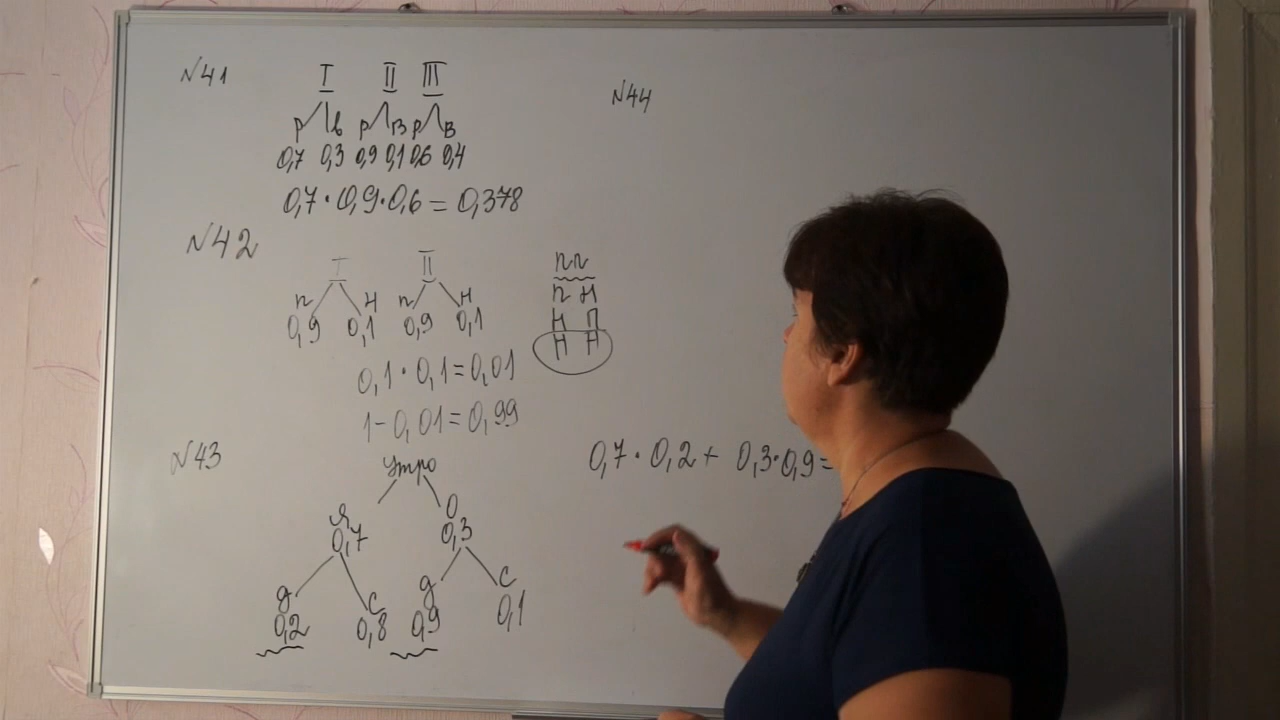 №41
I II III
р в р в р в
0,7 0,3 0,9 0,1 0,6 0,4
0,7 · 0,9 · 0,6 = 0,378
№42
I II
п н п н
0,9 0,1 0,9 0,1
0,1 · 0,1 = 0,01
1 - 0,01 = 0,99
пп
п н
н п
н н
№43
утро
я о
0,7 0,3
д с д с
0,2 0,8 0,9 0,1
0,7 · 0,2 + 0,3 · 0,9 =
№44